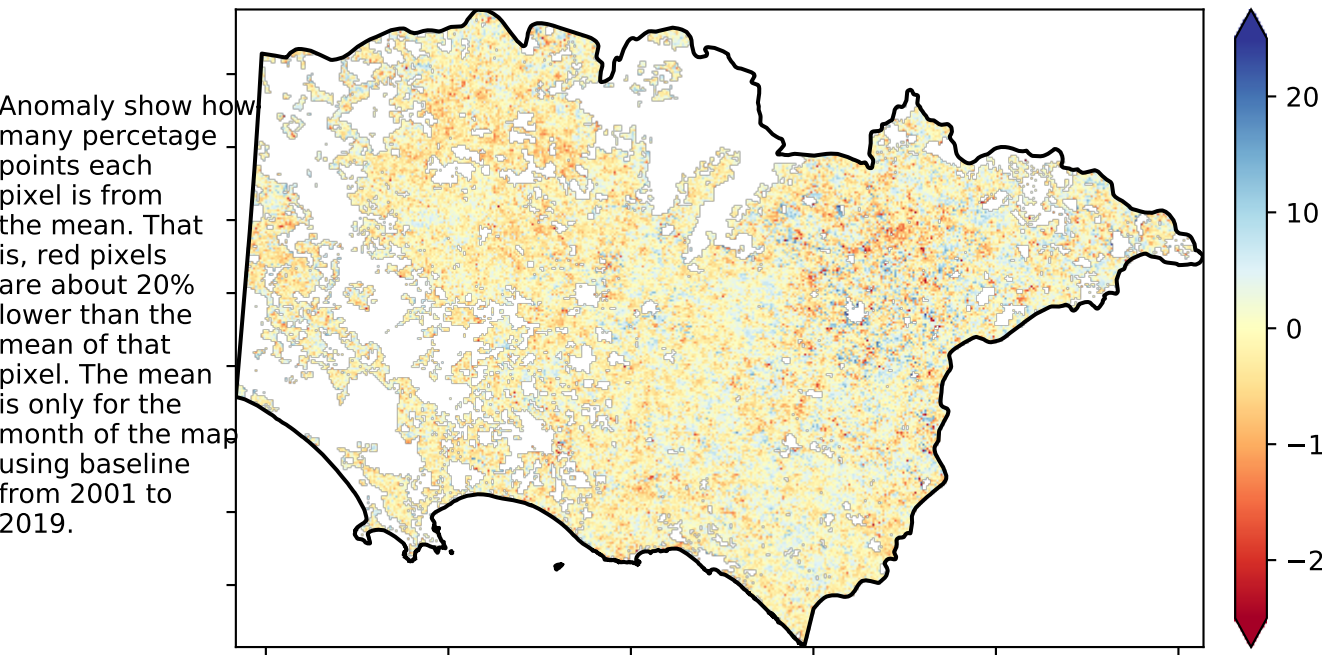 Anomaly show how
many percetage
points each
pixel is from
the mean. That
is, red pixels
are about 20%
lower than the
mean of that
pixel. The mean
is only for the
month of the map
using baseline
from 2001 to
2019.
20
10
0
−1
−2